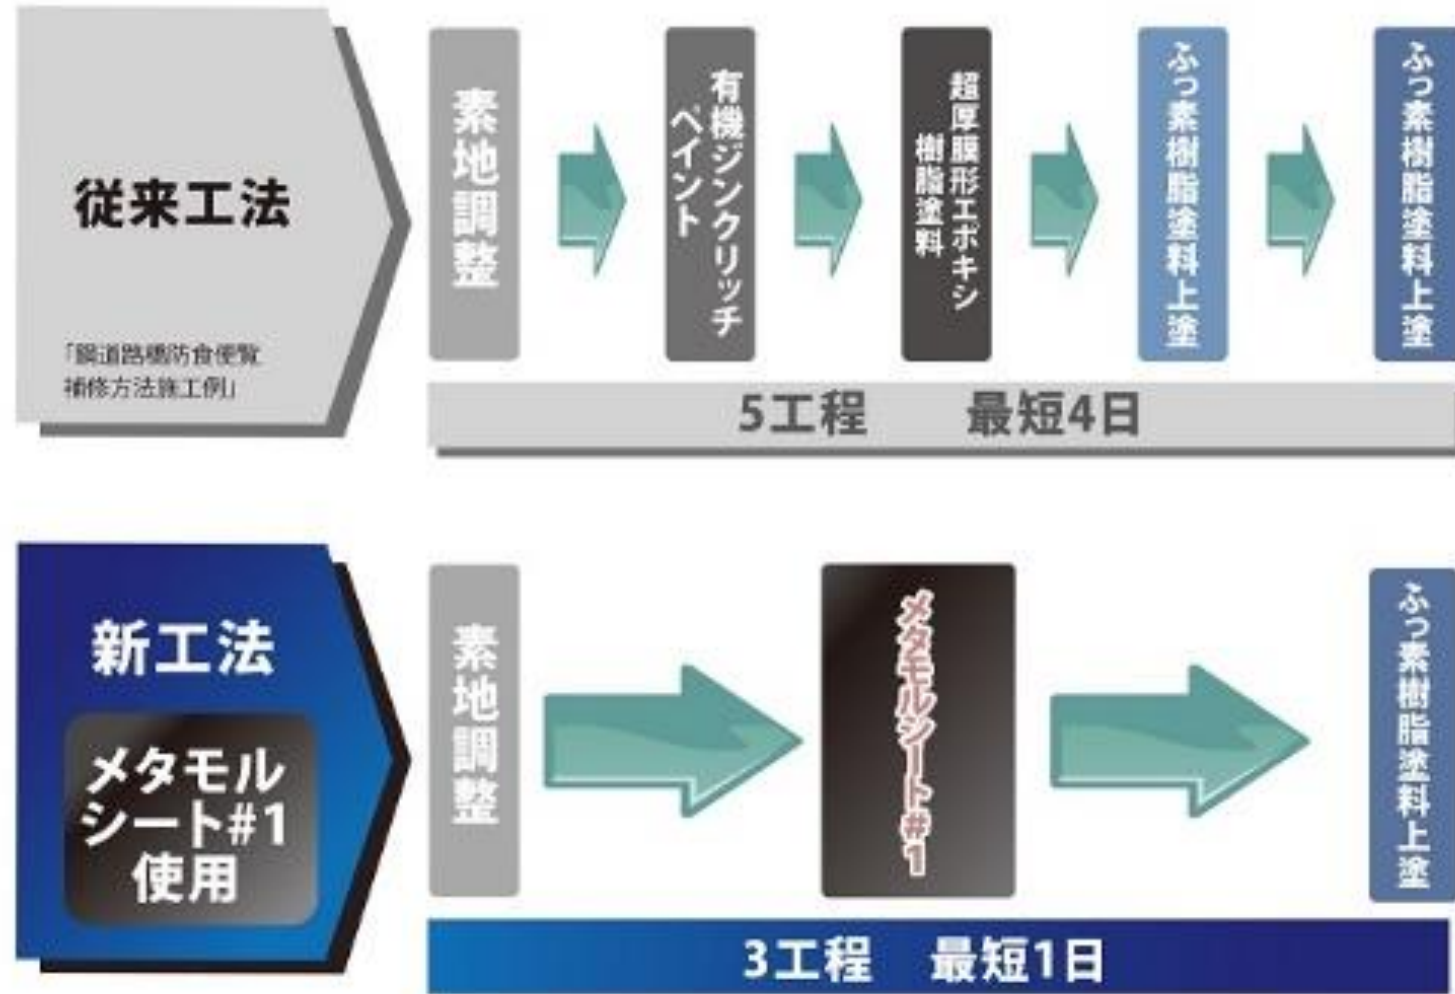 従来工法
「鋼道路橋防食便覧
補修方法施工例」
素地調整
有機ジンクリッチ
ペイント
超厚膜形エポキシ
樹脂塗料
ふっ素樹脂塗料上塗
ふっ素樹脂塗料上塗
5工程 最短4日
新工法
メタモル
シート#1
使用
素地調整
メタモルシート#1
ふっ素樹脂塗料上塗
3工程 最短1日